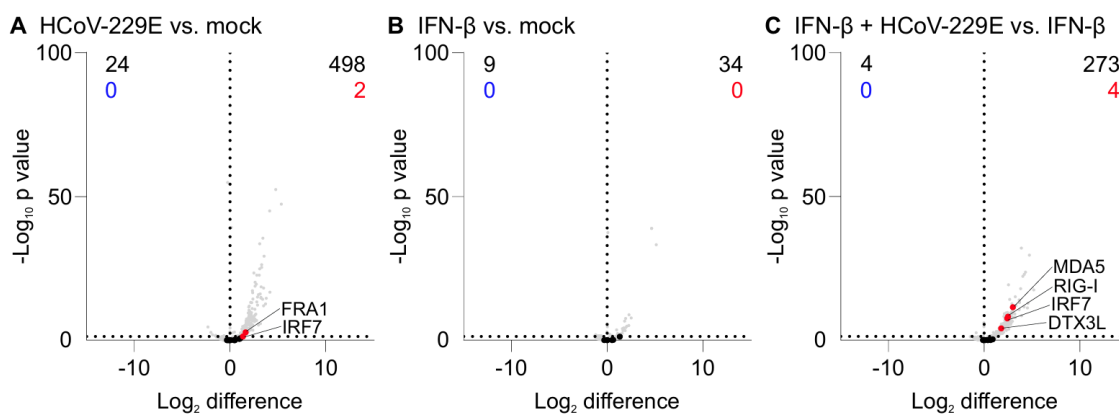 A HCoV-229E vs. mock
100
24
498
0
2
-Log10 p value
50
FRA1
IRF7
0
-10
0
10
Log2 difference
B IFN-β vs. mock
100
9
34
0
0
-Log10 p value
50
0
-10
0
10
Log2 difference
C IFN-β + HCoV-229E vs. IFN-β
100
4
273
0
4
-Log10 p value
50
MDA5
RIG-I
IRF7
DTX3L
0
-10
0
10
Log2 difference